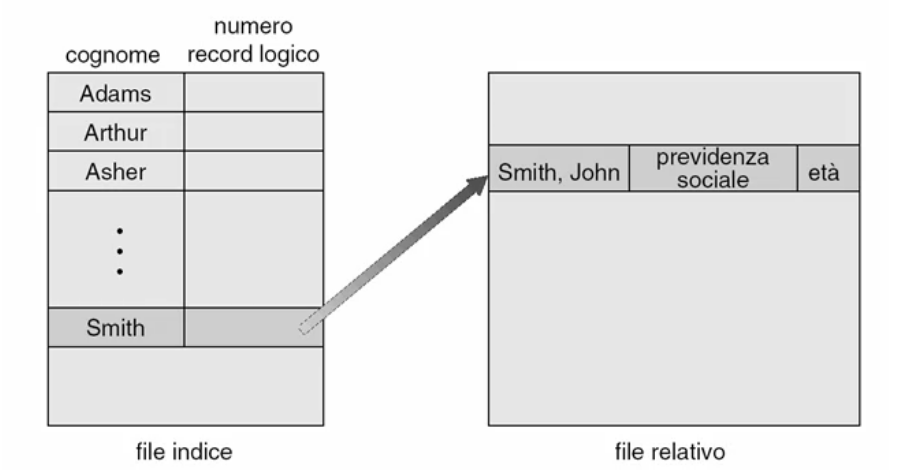 numero
cognome record logico
Adams
Arthur
Asher
Smith
Smith, John
previdenza
sociale
età
file indice
file relativo